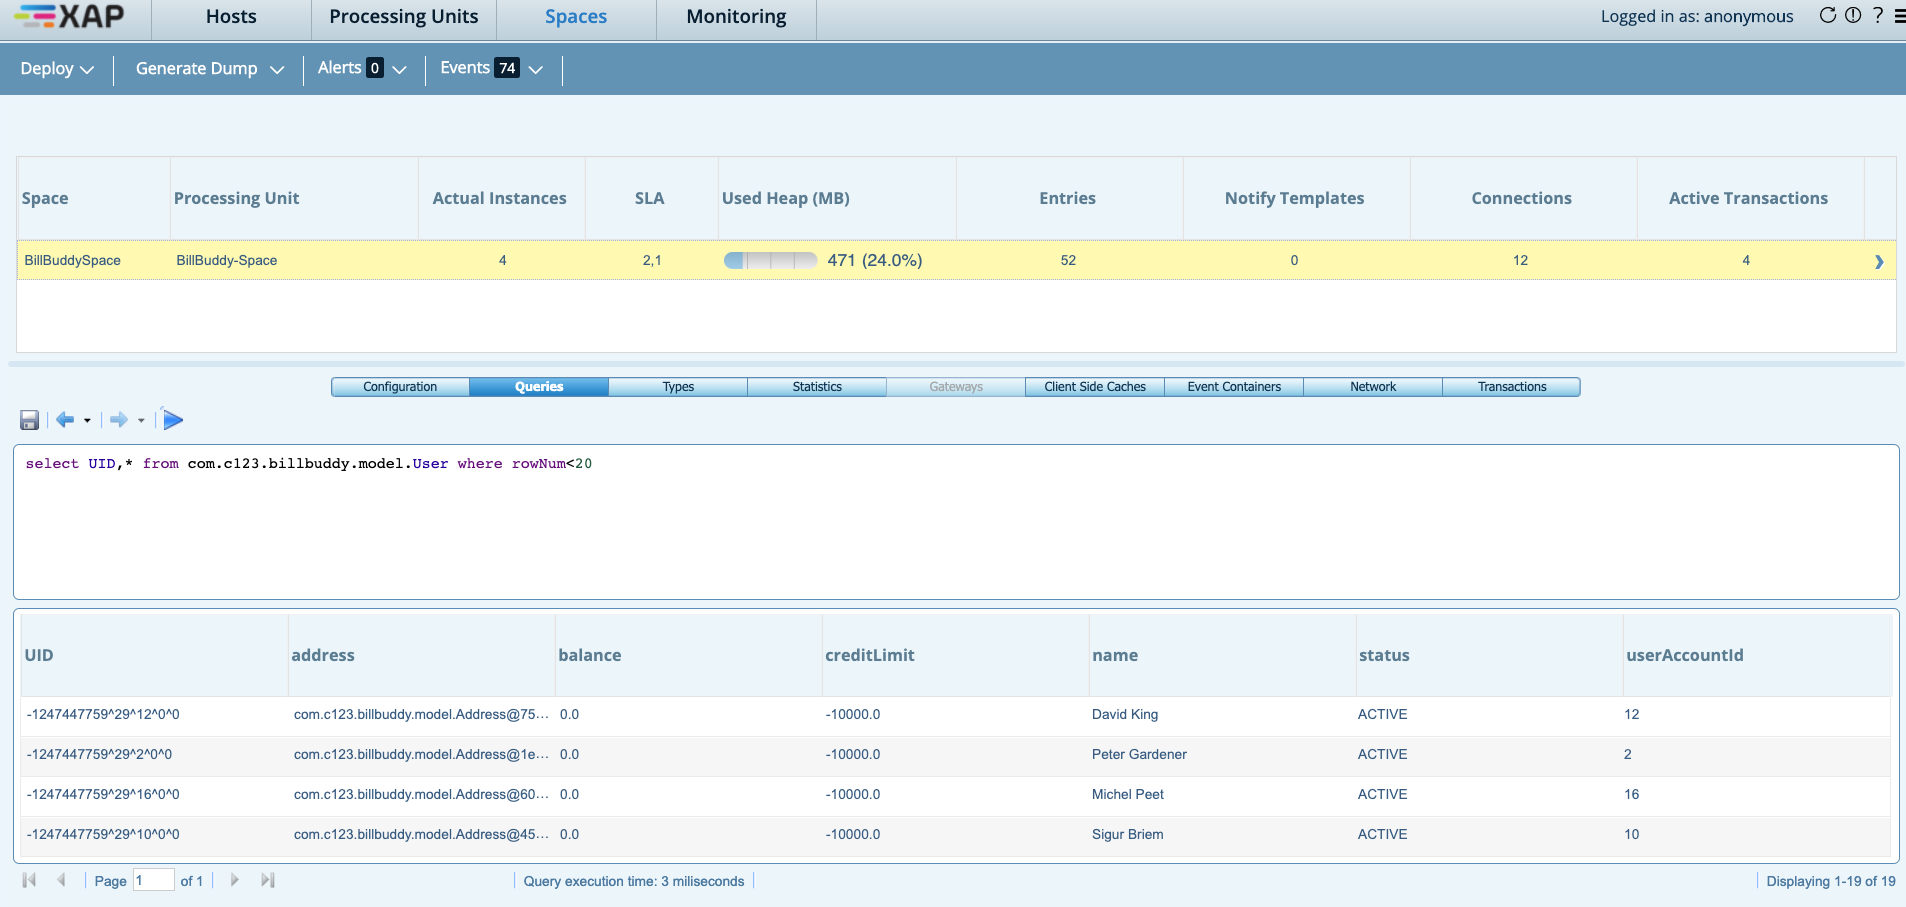 XAP Hosts Processing Units Spaces Monitoring Logged in as: anonymous ?
Deploy Generate Dump Alerts 0 Events 74
Space Processing Unit Actual Instances SLA Used Heap (MB) Entries Notify Templates Connections Active Transactions
BillBuddySpace BillBuddy-Space 4 2,1 471 (24.0%) 52 0 12 4
Configuration Queries Types Statistics Gateways Client Side Caches Event Containers Network Transactions
select UID,* from com.c123.billbuddy.model.User where rowNum<20
UID address balance creditLimit name status userAccountId
-1247447759^29^12^0^0 com.c123.billbuddy.model.Address@75... 0.0 -10000.0 David King ACTIVE 12
-1247447759^29^2^0^0 com.c123.billbuddy.model.Address@1e... 0.0 -10000.0 Peter Gardener ACTIVE 2
-1247447759^29^16^0^0 com.c123.billbuddy.model.Address@60... 0.0 -10000.0 Michel Peet ACTIVE 16
-1247447759^29^10^0^0 com.c123.billbuddy.model.Address@45... 0.0 -10000.0 Sigur Briem ACTIVE 10
Page 1 of 1 Query execution time: 3 miliseconds Displaying 1-19 of 19